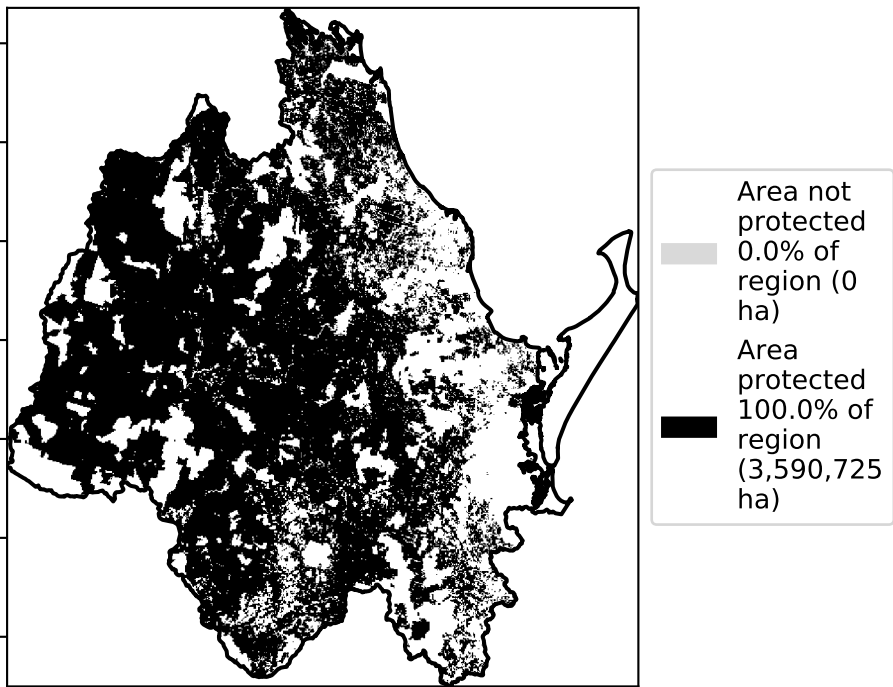 Area not
protected
0.0% of
region (0
ha)
Area
protected
100.0% of
region
(3,590,725
ha)